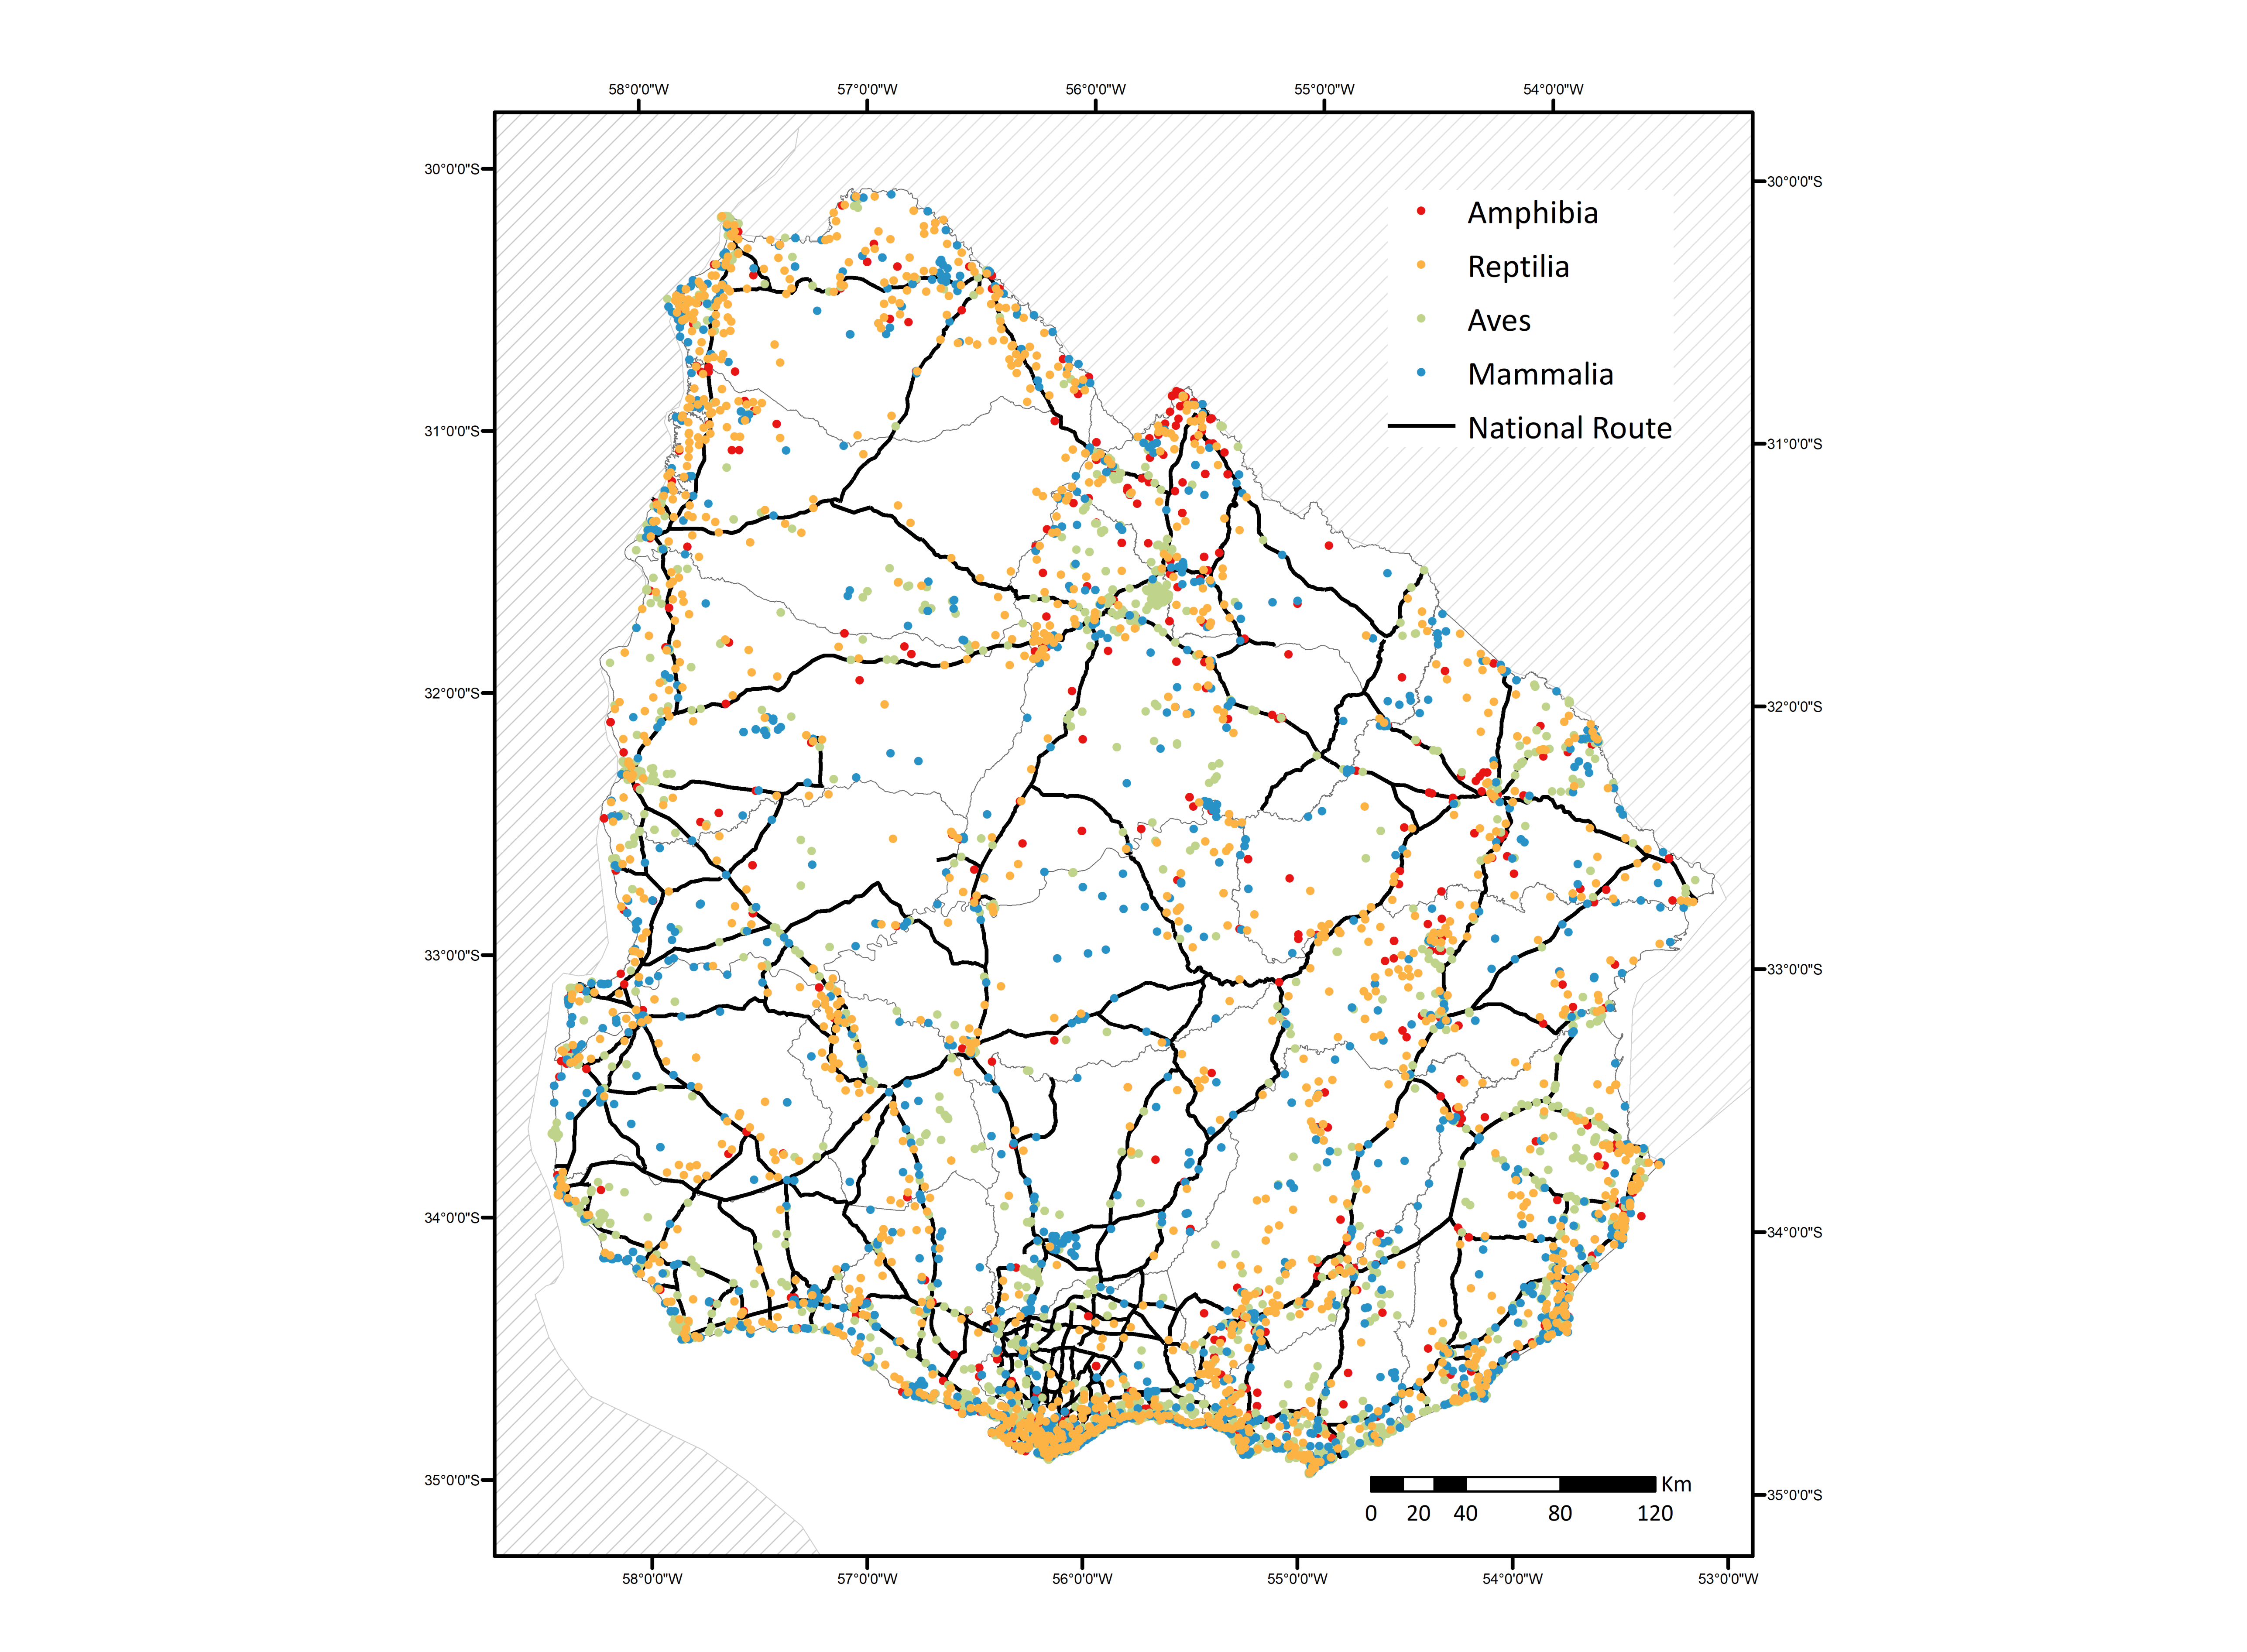 58°0'0"W 57°0'0"W 56°0'0"W 55°0'0"W 54°0'0"W
30°0'0"S 30°0'0"S
Amphibia
Reptilia
Aves
Mammalia
National Route
31°0'0"S 31°0'0"S
32°0'0"S 32°0'0"S
33°0'0"S 33°0'0"S
34°0'0"S 34°0'0"S
35°0'0"S 35°0'0"S
Km
0 20 40 80 120
58°0'0"W 57°0'0"W 56°0'0"W 55°0'0"W 54°0'0"W 53°0'0"W